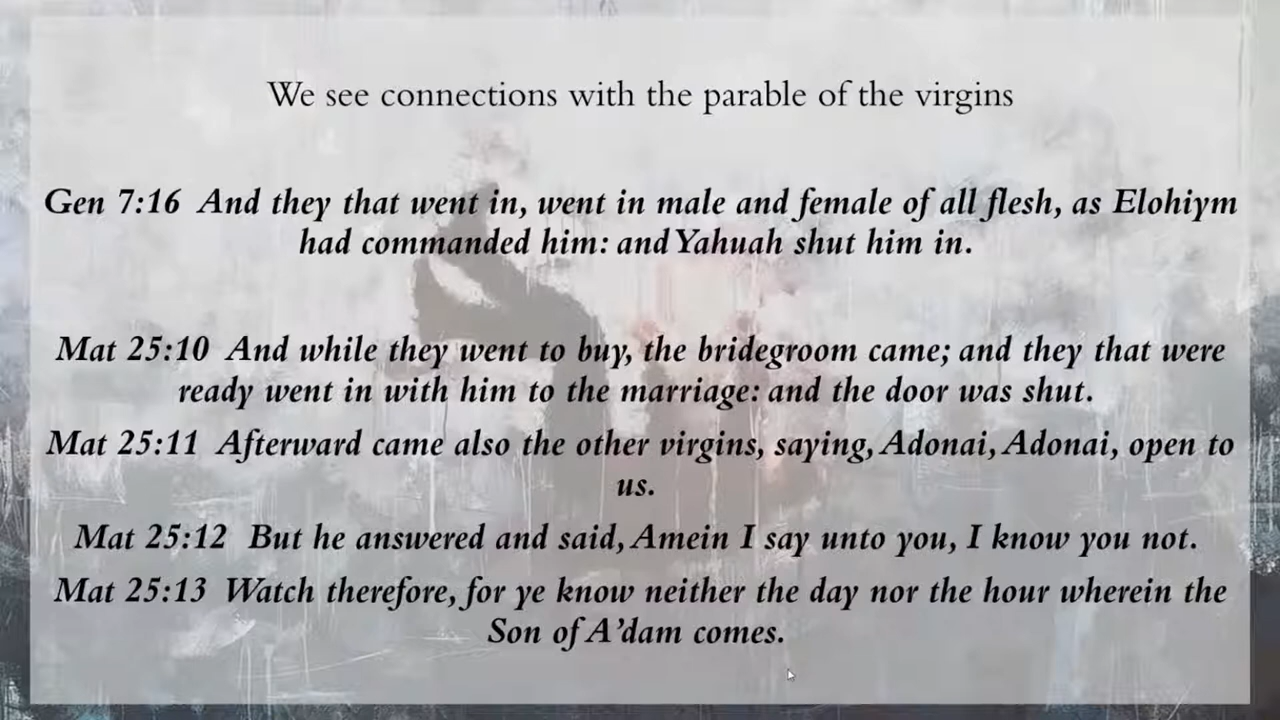 We see connections with the parable of the virgins
Gen 7:16 And they that went in, went in male and female of all flesh, as Elohiym
had commanded him: and Yahuah shut him in.
Mat 25:10 And while they went to buy, the bridegroom came; and they that were
ready went in with him to the marriage: and the door was shut.
Mat 25:11 Afterward came also the other virgins, saying, Adonai, Adonai, open to
us.
Mat 25:12 But he answered and said, Amein I say unto you, I know you not.
Mat 25:13 Watch therefore, for ye know neither the day nor the hour wherein the
Son of A’dam comes.